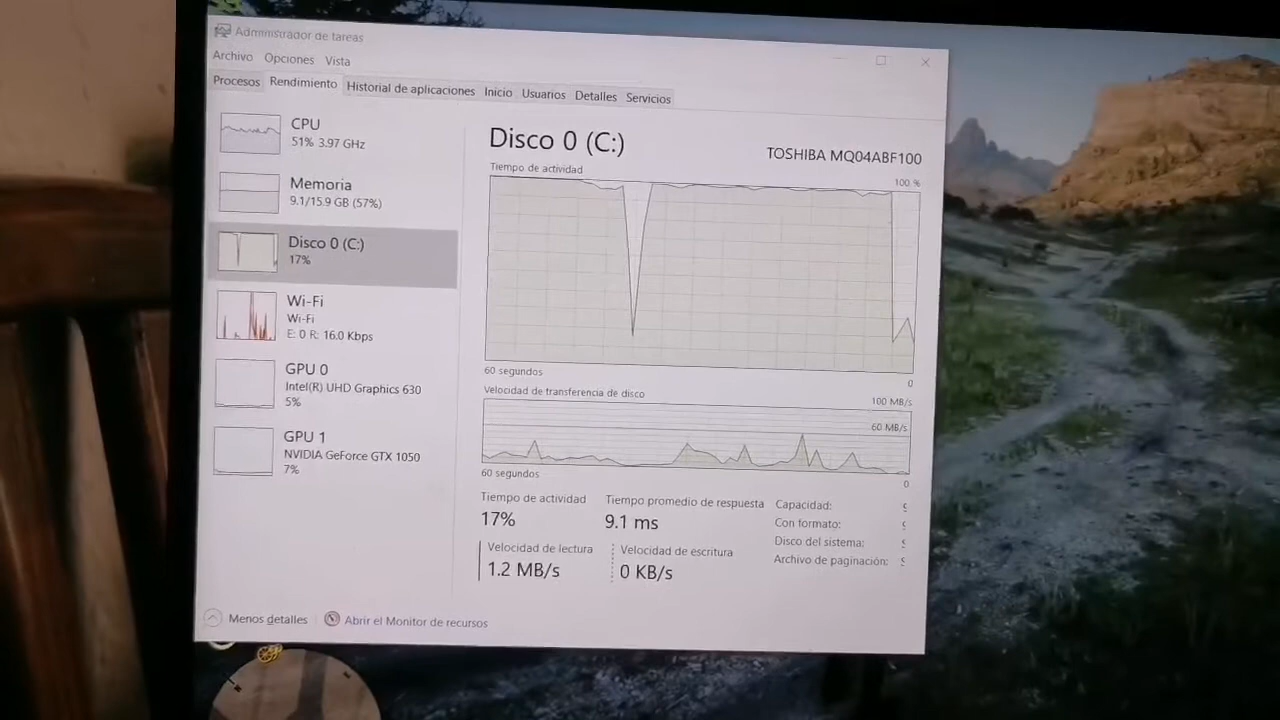 Administrador de tareas
Archivo Opciones Vista
Procesos Rendimiento Historial de aplicaciones Inicio Usuarios Detalles Servicios
CPU
51% 3.97 GHz
Memoria
9.1/15.9 GB (57%)
Disco 0 (C:)
17%
Wi-Fi
Wi-Fi
E: 0 R: 16.0 Kbps
GPU 0
Intel(R) UHD Graphics 630
5%
GPU 1
NVIDIA GeForce GTX 1050
7%
Disco 0 (C:)
TOSHIBA MQ04ABF100
Tiempo de actividad
100 %
60 segundos
0
Velocidad de transferencia de disco
100 MB/s
60 MB/s
60 segundos
0
Tiempo de actividad
17%
Tiempo promedio de respuesta
9.1 ms
Velocidad de lectura
1.2 MB/s
Velocidad de escritura
0 KB/s
Capacidad:
Con formato:
Disco del sistema:
Archivo de paginación:
Menos detalles
Abrir el Monitor de recursos